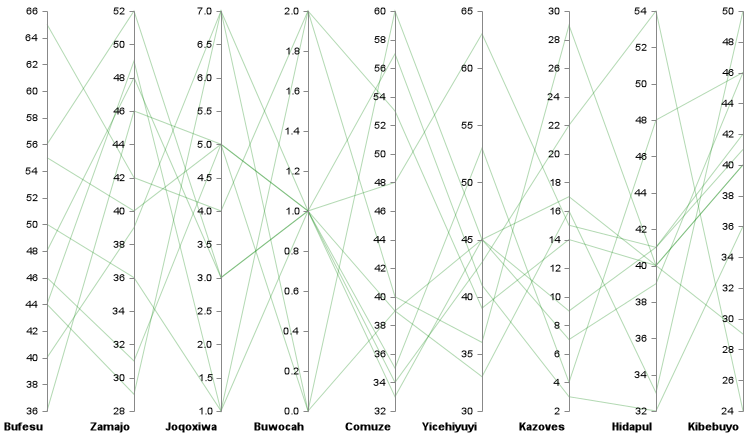 66 52 7.0 2.0 60 65 30 54 50
64 50 6.5 1.8 58 60 28 52 48
62 48 6.0 1.6 56 55 26 50 46
60 46 5.5 1.4 54 50 24 48 44
58 44 5.0 1.2 52 45 22 46 42
56 42 4.5 1.0 50 40 20 44 40
54 40 4.0 0.8 48 35 18 42 38
52 38 3.5 0.6 46 30 16 40 36
50 36 3.0 0.4 44 14 38 34
48 34 2.5 0.2 42 12 36 32
46 32 2.0 0.0 40 10 34 30
44 30 1.5 38 8 32 28
42 28 1.0 36 6 26
40 34 4 24
38 32 2
36
Bufesu Zamajo Joqoxiwa Buwocah Comuze Yicehiyuyi Kazoves Hidapul Kibebuyo